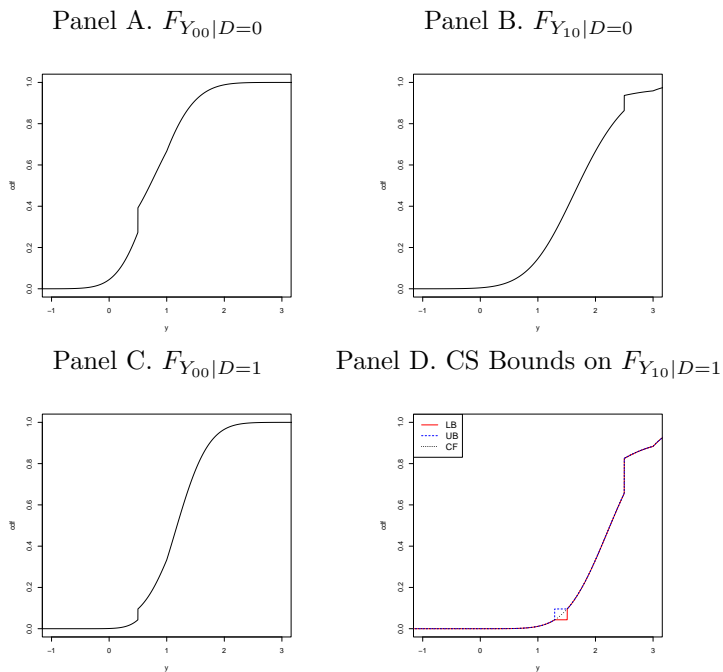 Panel A. $F_{Y_{00}|D=0}$
Panel B. $F_{Y_{10}|D=0}$
cdf
0.0 0.2 0.4 0.6 0.8 1.0
−1 0 1 2 3
y
cdf
0.0 0.2 0.4 0.6 0.8 1.0
−1 0 1 2 3
y
Panel C. $F_{Y_{00}|D=1}$
Panel D. CS Bounds on $F_{Y_{10}|D=1}$
cdf
0.0 0.2 0.4 0.6 0.8 1.0
−1 0 1 2 3
y
LB
UB
CF
cdf
0.0 0.2 0.4 0.6 0.8 1.0
−1 0 1 2 3
y